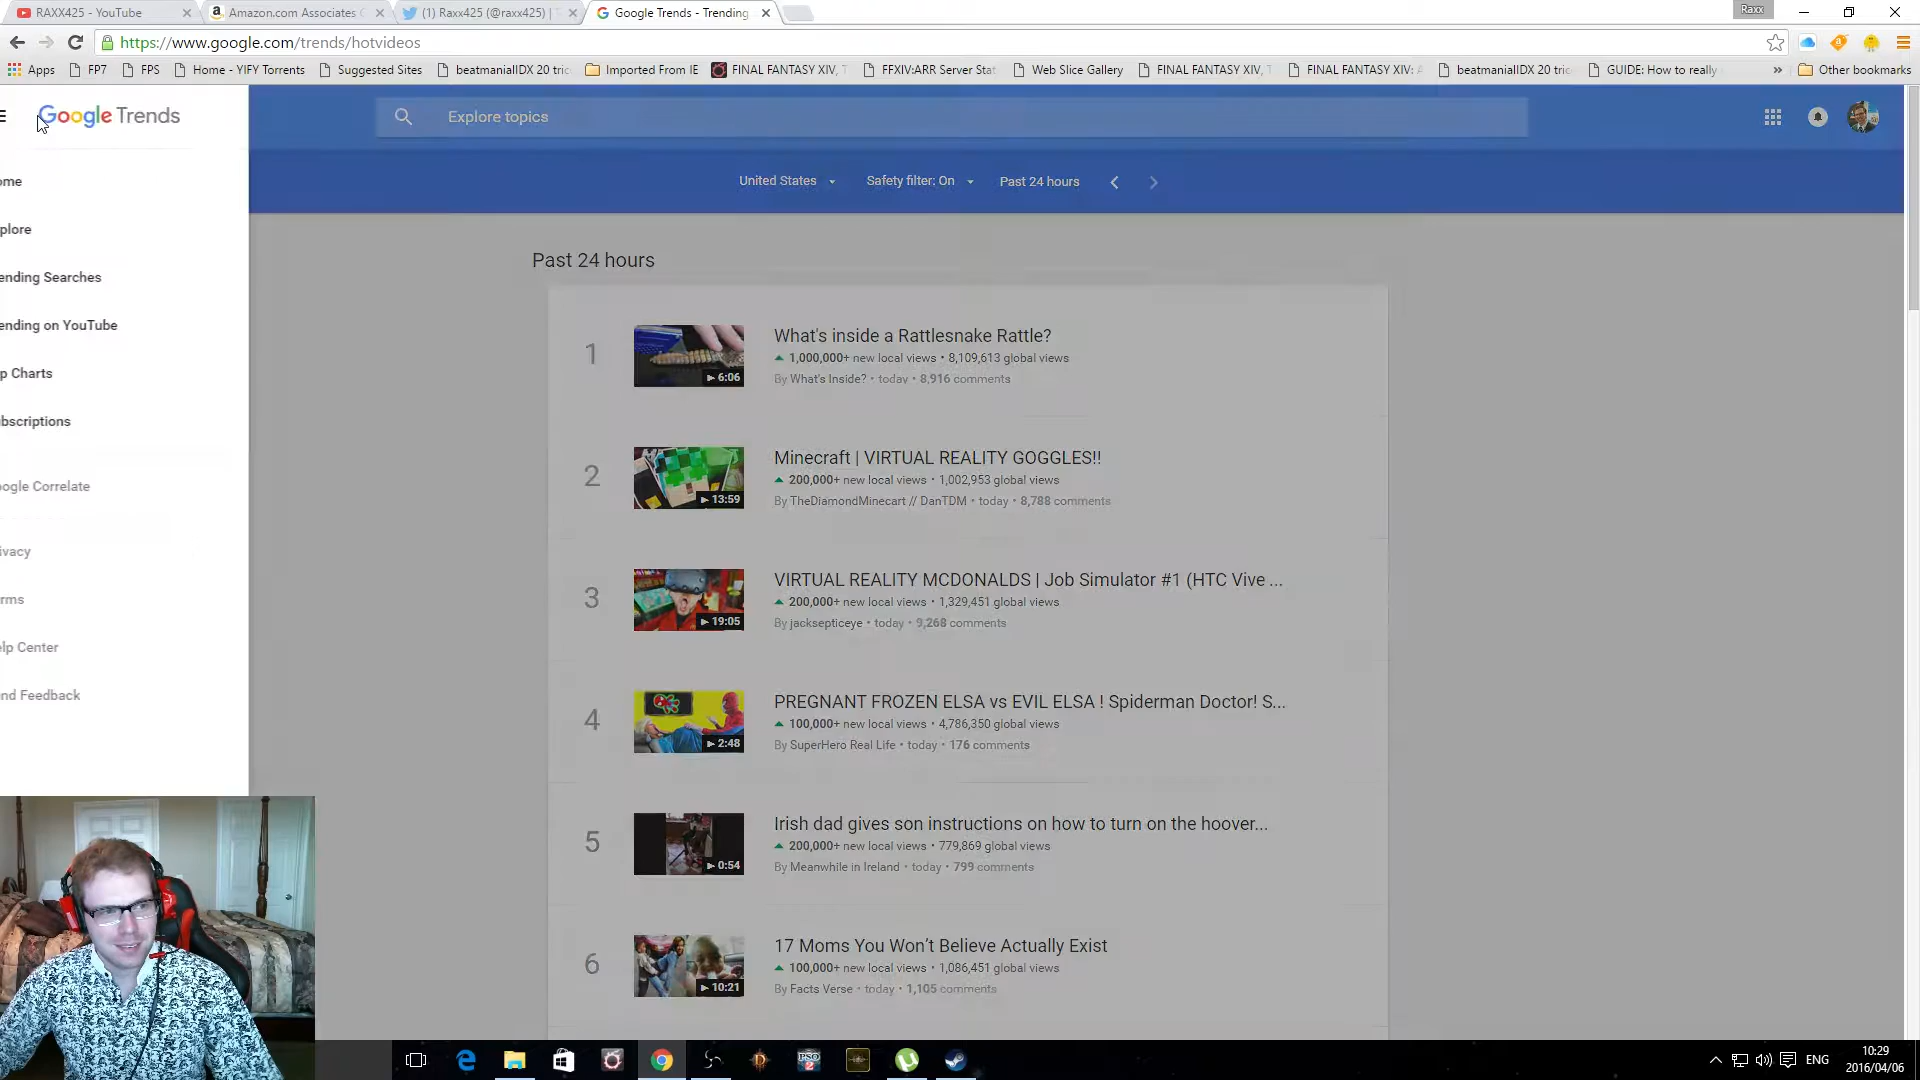 RAXX425 - YouTube
Amazon.com Associates C
(1) Raxx425 (@raxx425) | T
Google Trends - Trending
Raxx
https://www.google.com/trends/hotvideos
Apps
FP7
FPS
Home - YIFY Torrents
Suggested Sites
beatmaniaIIDX 20 tric
Imported From IE
FINAL FANTASY XIV, T
FFXIV:ARR Server Stat
Web Slice Gallery
FINAL FANTASY XIV, T
FINAL FANTASY XIV: A
beatmaniaIIDX 20 tric
GUIDE: How to really
»
Other bookmarks
Google Trends
Explore topics
United States
Safety filter: On
Past 24 hours
ome
plore
ending Searches
ending on YouTube
p Charts
bscriptions
ogle Correlate
ivacy
rms
elp Center
nd Feedback
Past 24 hours
1
6:06
What's inside a Rattlesnake Rattle?
1,000,000+ new local views • 8,109,613 global views
By What's Inside? • today • 8,916 comments
2
13:59
Minecraft | VIRTUAL REALITY GOGGLES!!
200,000+ new local views • 1,002,953 global views
By TheDiamondMinecart // DanTDM • today • 8,788 comments
3
19:05
VIRTUAL REALITY MCDONALDS | Job Simulator #1 (HTC Vive ...
200,000+ new local views • 1,329,451 global views
By jacksepticeye • today • 9,268 comments
4
2:48
PREGNANT FROZEN ELSA vs EVIL ELSA ! Spiderman Doctor! S...
100,000+ new local views • 4,786,350 global views
By SuperHero Real Life • today • 176 comments
5
0:54
Irish dad gives son instructions on how to turn on the hoover...
200,000+ new local views • 779,869 global views
By Meanwhile in Ireland • today • 799 comments
6
10:21
17 Moms You Won't Believe Actually Exist
100,000+ new local views • 1,086,451 global views
By Facts Verse • today • 1,105 comments
PSO
2
ENG
10:29
2016/04/06